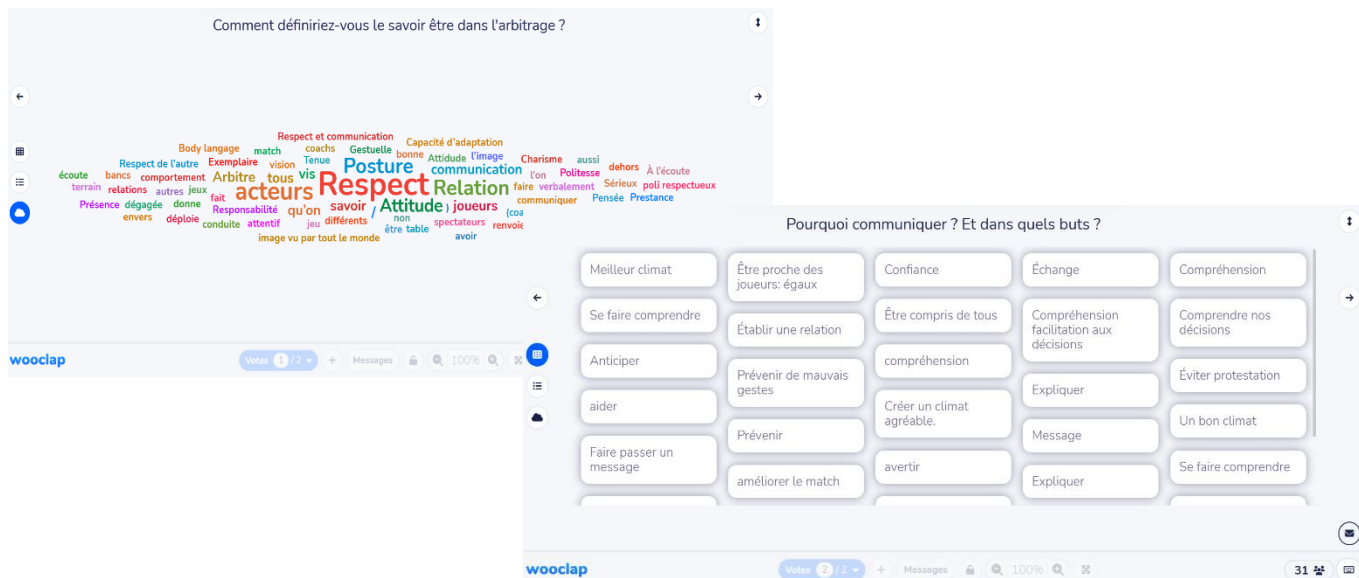 Comment définiriez-vous le savoir être dans l'arbitrage ?
Respect et communication
Body langage match coachs Gestuelle Capacité d'adaptation
bonne Attidude l'image
Respect de l'autre Exemplaire vision Tenue Posture communication Charisme aussi
écoute bancs comportement Arbitre tous vis l'on Politesse dehors À l'écoute
terrain relations autres jeux fait acteurs Respect Relation faire verbalement Sérieux poli respectueux
Présence dégagée donne Responsabilité qu'on savoir / Attitude ) joueurs communiquer Pensée Prestance
envers déploie conduite attentif jeu différents non spectateurs (coa
être table renvoie
image vu par tout le monde avoir
wooclap
Votes 1 / 2
+ Messages 100%
Pourquoi communiquer ? Et dans quels buts ?
Meilleur climat
Se faire comprendre
Anticiper
aider
Faire passer un
message
Être proche des
joueurs: égaux
Établir une relation
Prévenir de mauvais
gestes
Prévenir
améliorer le match
Confiance
Être compris de tous
compréhension
Créer un climat
agréable.
avertir
Échange
Compréhension
facilitation aux
décisions
Expliquer
Message
Expliquer
Compréhension
Comprendre nos
décisions
Éviter protestation
Un bon climat
Se faire comprendre
wooclap
Votes 2 / 2
+ Messages 100%
31